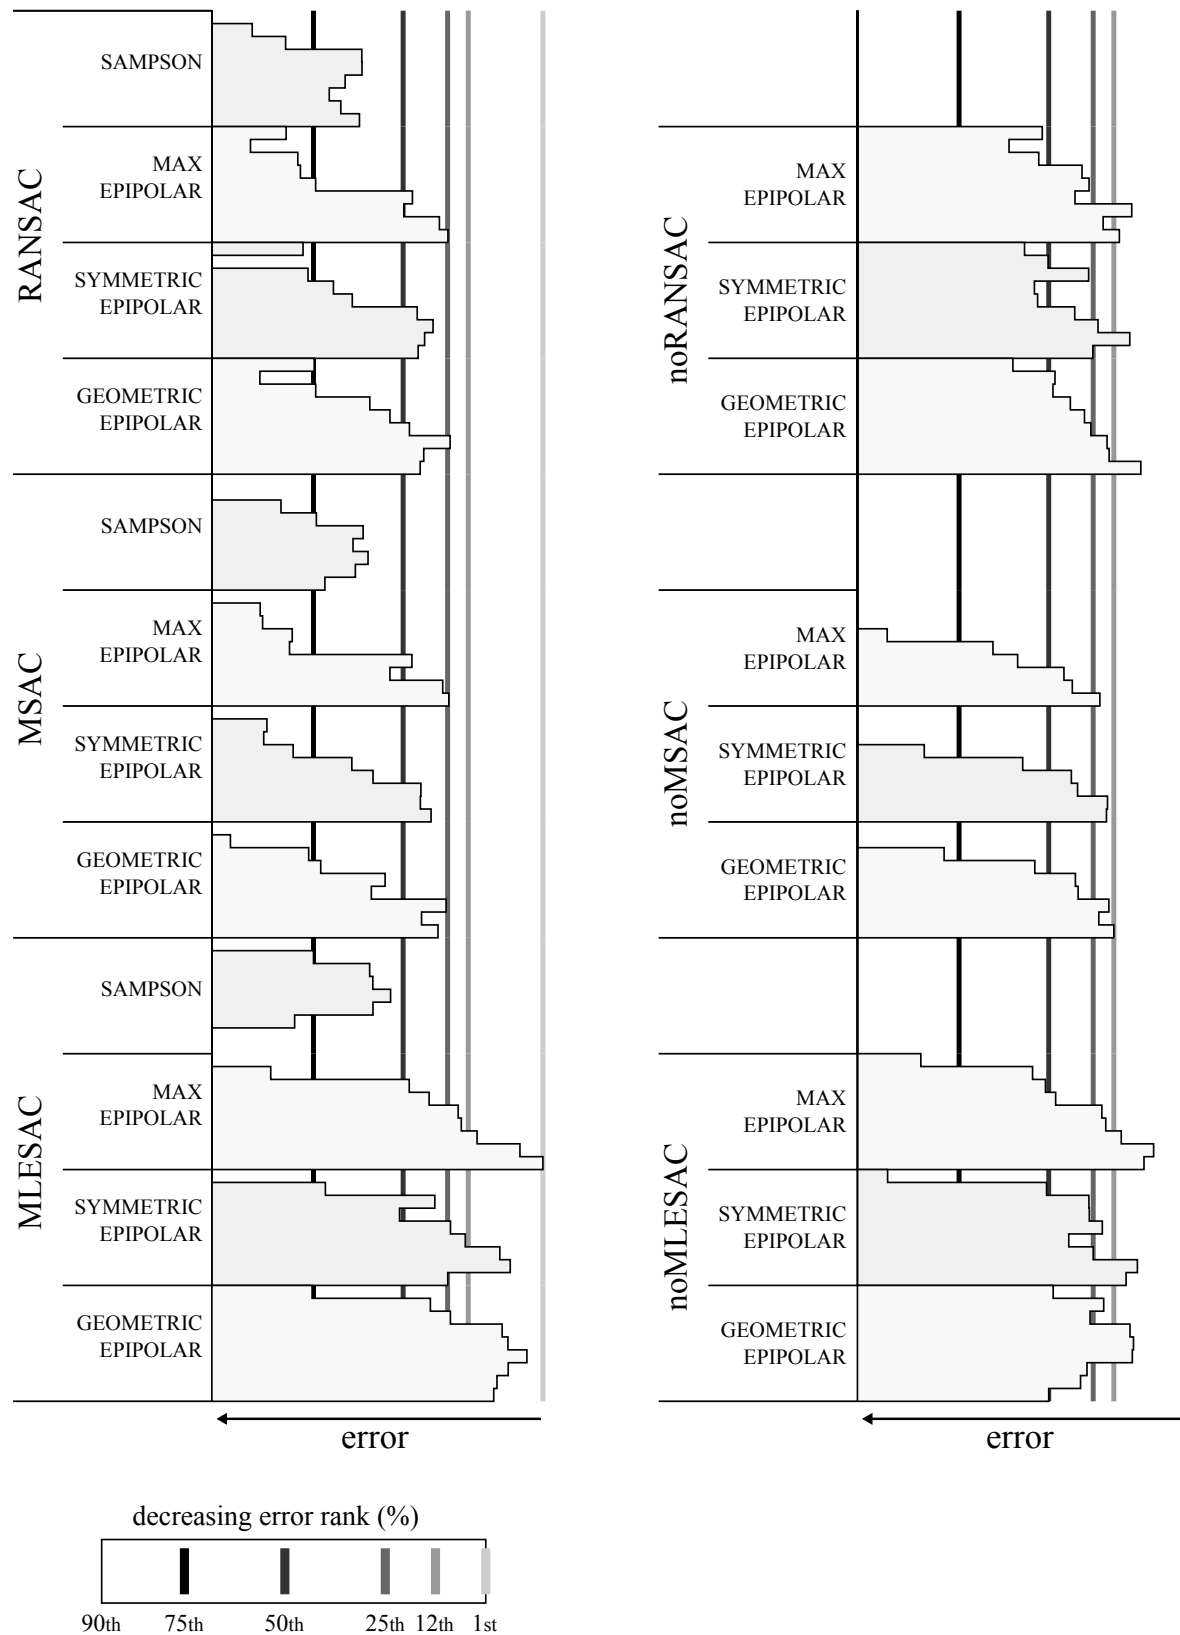 RANSAC
SAMPSON
MAX
EPIPOLAR
SYMMETRIC
EPIPOLAR
GEOMETRIC
EPIPOLAR
MSAC
SAMPSON
MAX
EPIPOLAR
SYMMETRIC
EPIPOLAR
GEOMETRIC
EPIPOLAR
MLESAC
SAMPSON
MAX
EPIPOLAR
SYMMETRIC
EPIPOLAR
GEOMETRIC
EPIPOLAR
error
noRANSAC
MAX
EPIPOLAR
SYMMETRIC
EPIPOLAR
GEOMETRIC
EPIPOLAR
noMSAC
MAX
EPIPOLAR
SYMMETRIC
EPIPOLAR
GEOMETRIC
EPIPOLAR
noMLESAC
MAX
EPIPOLAR
SYMMETRIC
EPIPOLAR
GEOMETRIC
EPIPOLAR
error
decreasing error rank (%)
90th 75th 50th 25th 12th 1st